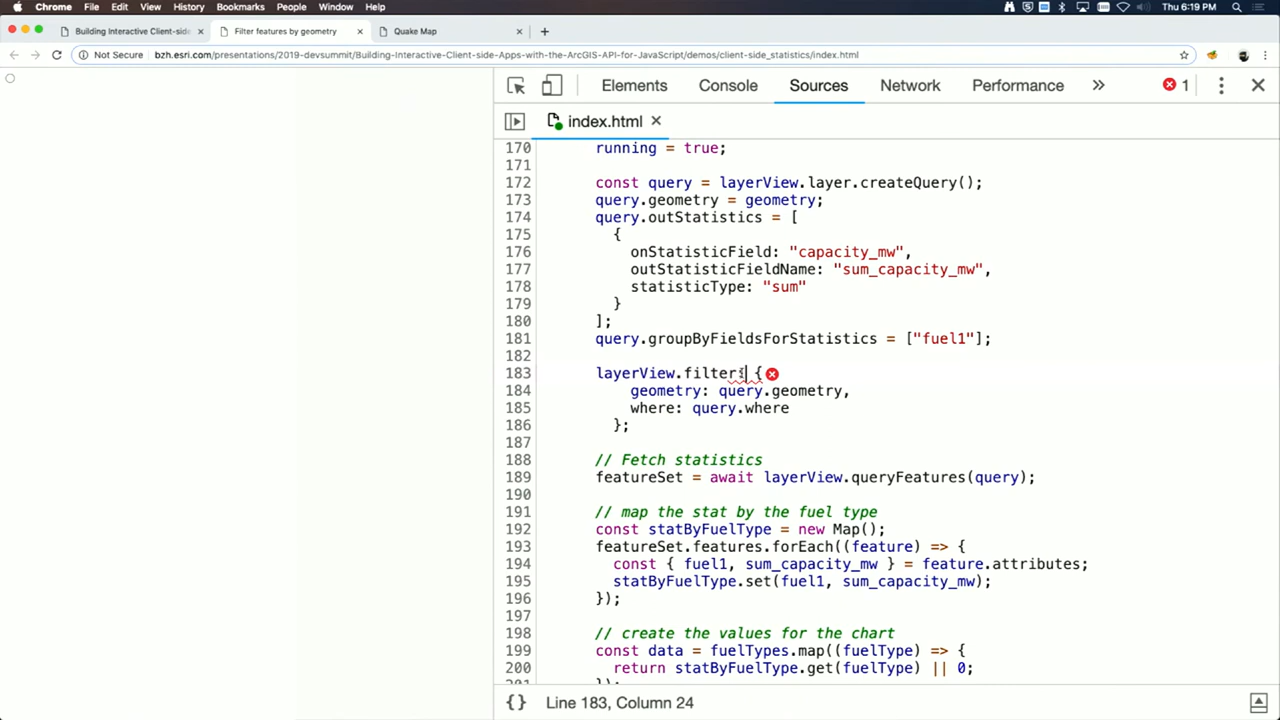 Chrome File Edit View History Bookmarks People Window Help Thu 6:19 PM
Building Interactive Client-side × Filter features by geometry × Quake Map × +
Not Secure bzh.esri.com/presentations/2019-devsummit/Building-Interactive-Client-side-Apps-with-the-ArcGIS-API-for-JavaScript/demos/client-side_statistics/index.html
Elements Console Sources Network Performance » 1
index.html ×
170 running = true;
171
172 const query = layerView.layer.createQuery();
173 query.geometry = geometry;
174 query.outStatistics = [
175 {
176 onStatisticField: "capacity_mw",
177 outStatisticFieldName: "sum_capacity_mw",
178 statisticType: "sum"
179 }
180 ];
181 query.groupByFieldsForStatistics = ["fuel1"];
182
183 layerView.filter: {
184 geometry: query.geometry,
185 where: query.where
186 };
187
188 // Fetch statistics
189 featureSet = await layerView.queryFeatures(query);
190
191 // map the stat by the fuel type
192 const statByFuelType = new Map();
193 featureSet.features.forEach((feature) => {
194 const { fuel1, sum_capacity_mw } = feature.attributes;
195 statByFuelType.set(fuel1, sum_capacity_mw);
196 });
197
198 // create the values for the chart
199 const data = fuelTypes.map((fuelType) => {
200 return statByFuelType.get(fuelType) || 0;
201 });
{} Line 183, Column 24